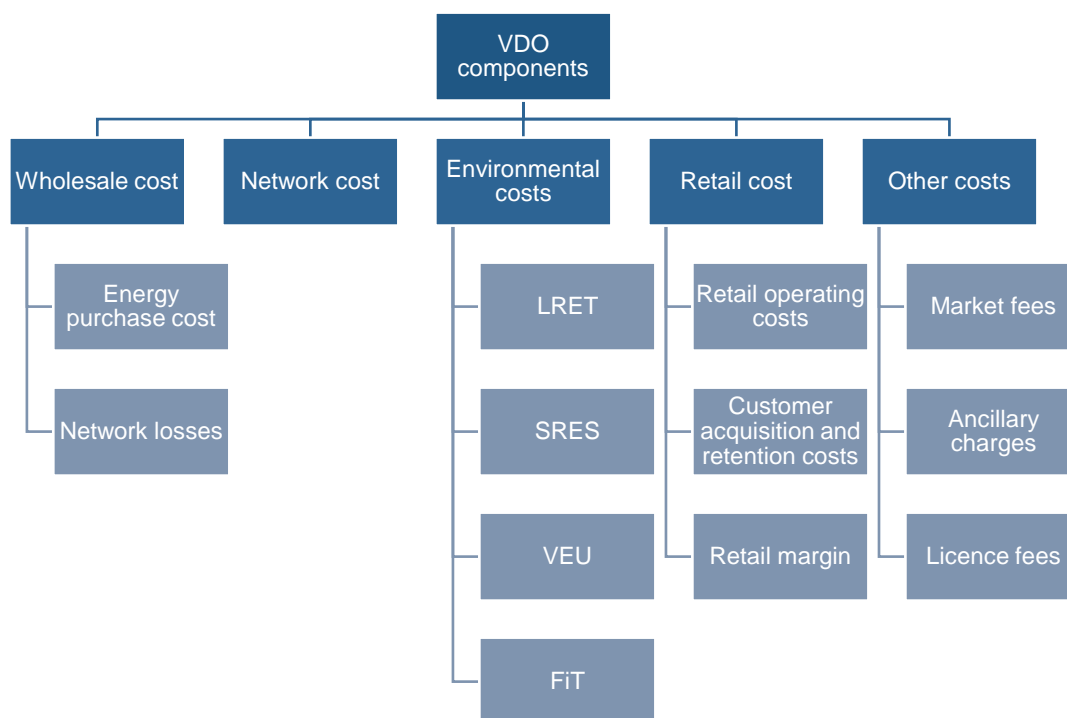 VDO
components
Wholesale cost
Network cost
Environmental
costs
Retail cost
Other costs
Energy
purchase cost
Network losses
LRET
SRES
VEU
FiT
Retail operating
costs
Customer
acquisition and
retention costs
Retail margin
Market fees
Ancillary
charges
Licence fees